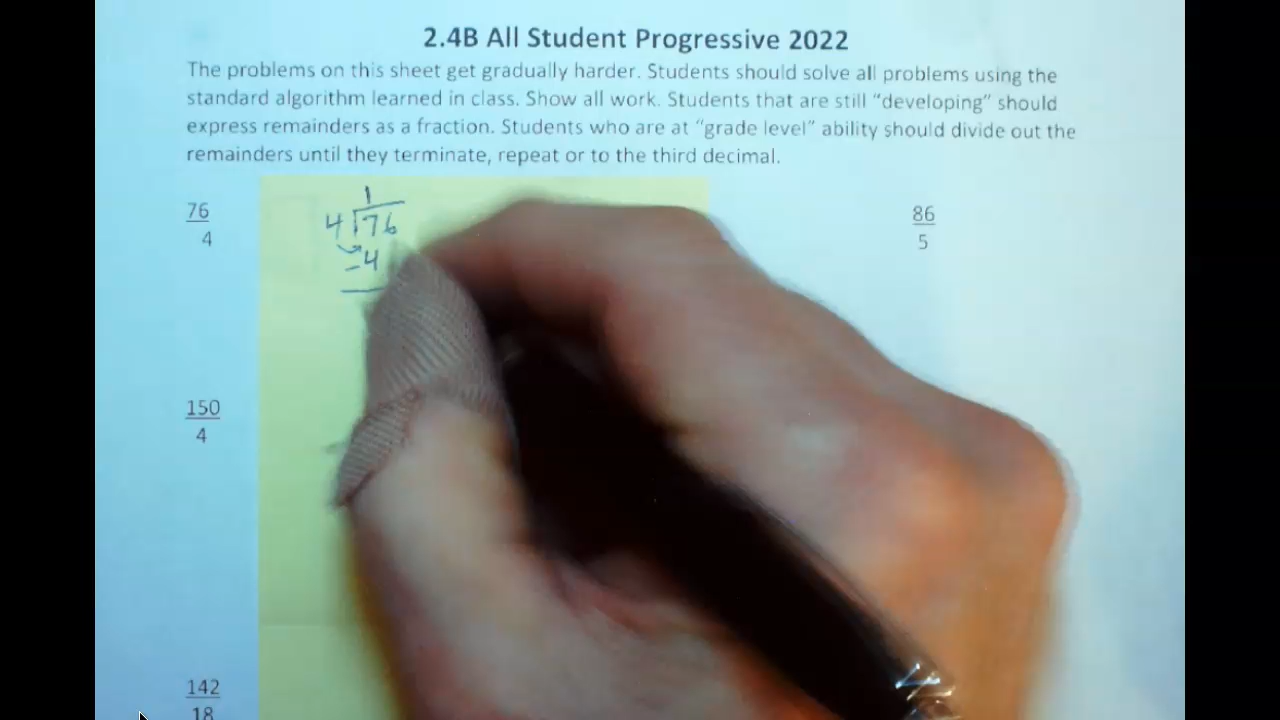 2.4B All Student Progressive 2022
The problems on this sheet get gradually harder. Students should solve all problems using the
standard algorithm learned in class. Show all work. Students that are still “developing” should
express remainders as a fraction. Students who are at “grade level” ability should divide out the
remainders until they terminate, repeat or to the third decimal.
1
76 4 76 86
4 5
-4
150
4
142
18